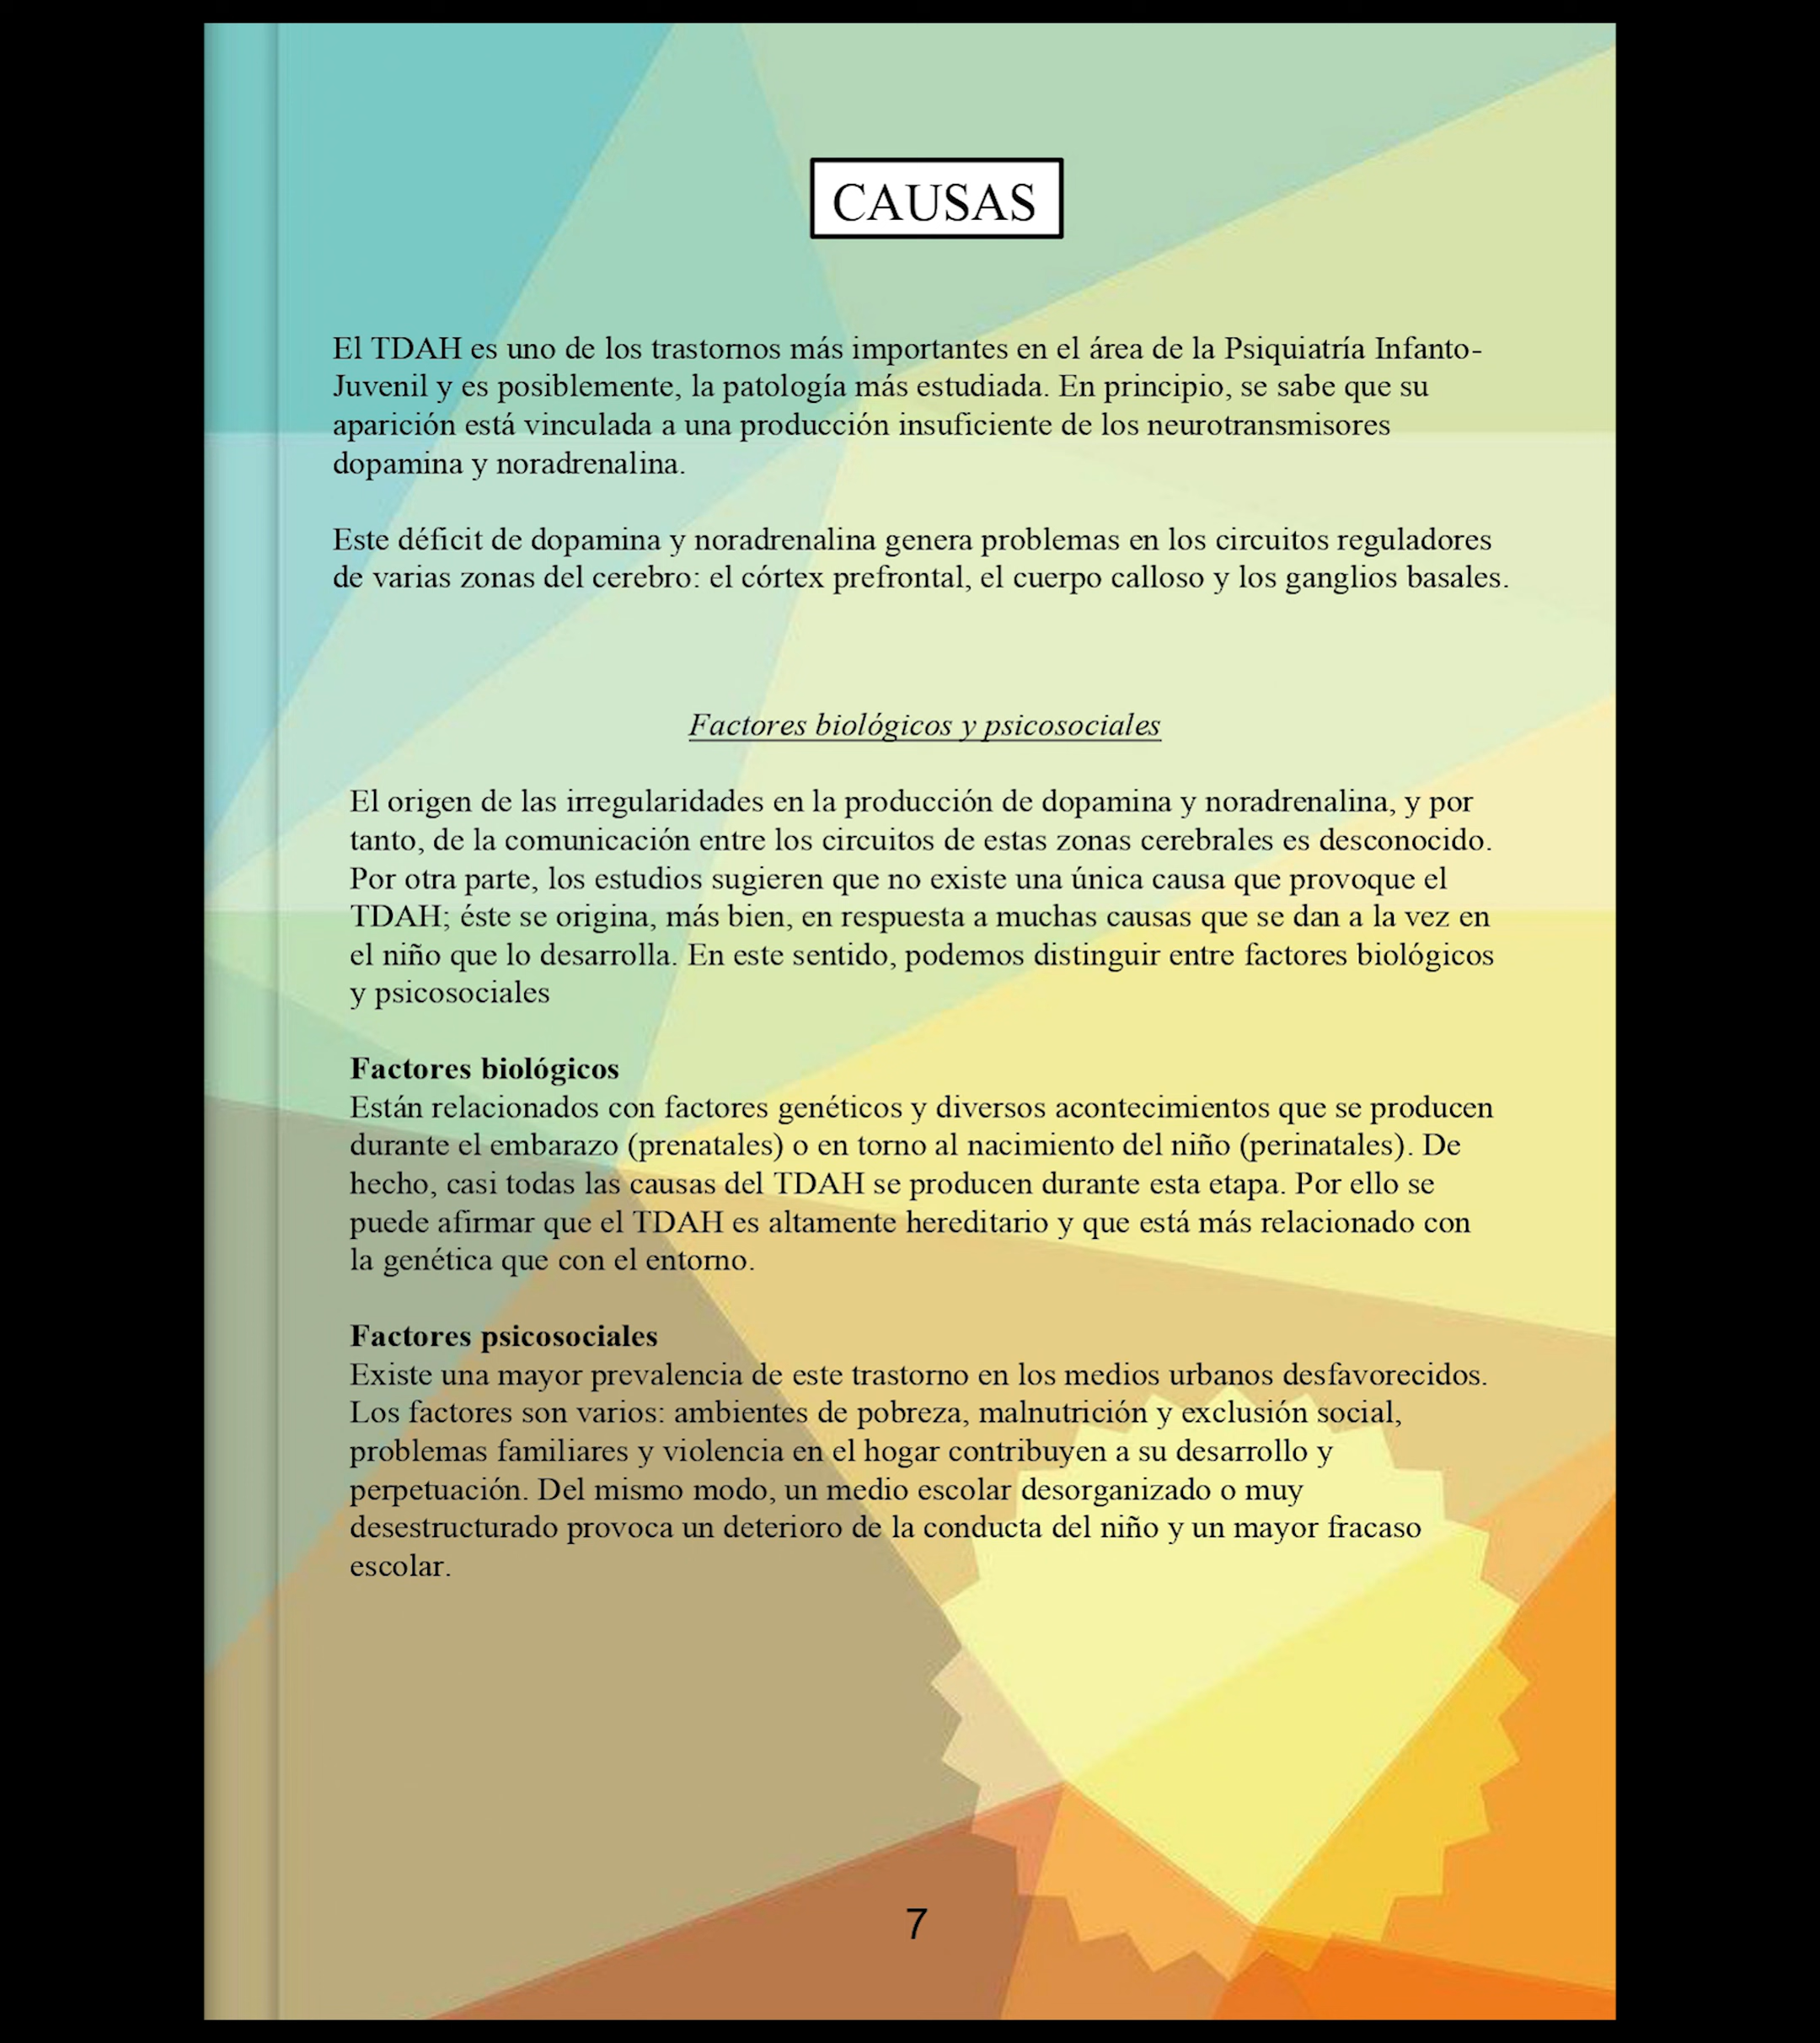 CAUSAS
El TDAH es uno de los trastornos más importantes en el área de la Psiquiatría Infanto-
Juvenil y es posiblemente, la patología más estudiada. En principio, se sabe que su
aparición está vinculada a una producción insuficiente de los neurotransmisores
dopamina y noradrenalina.
Este déficit de dopamina y noradrenalina genera problemas en los circuitos reguladores
de varias zonas del cerebro: el córtex prefrontal, el cuerpo calloso y los ganglios basales.
Factores biológicos y psicosociales
El origen de las irregularidades en la producción de dopamina y noradrenalina, y por
tanto, de la comunicación entre los circuitos de estas zonas cerebrales es desconocido.
Por otra parte, los estudios sugieren que no existe una única causa que provoque el
TDAH; éste se origina, más bien, en respuesta a muchas causas que se dan a la vez en
el niño que lo desarrolla. En este sentido, podemos distinguir entre factores biológicos
y psicosociales
Factores biológicos
Están relacionados con factores genéticos y diversos acontecimientos que se producen
durante el embarazo (prenatales) o en torno al nacimiento del niño (perinatales). De
hecho, casi todas las causas del TDAH se producen durante esta etapa. Por ello se
puede afirmar que el TDAH es altamente hereditario y que está más relacionado con
la genética que con el entorno.
Factores psicosociales
Existe una mayor prevalencia de este trastorno en los medios urbanos desfavorecidos.
Los factores son varios: ambientes de pobreza, malnutrición y exclusión social,
problemas familiares y violencia en el hogar contribuyen a su desarrollo y
perpetuación. Del mismo modo, un medio escolar desorganizado o muy
desestructurado provoca un deterioro de la conducta del niño y un mayor fracaso
escolar.
7